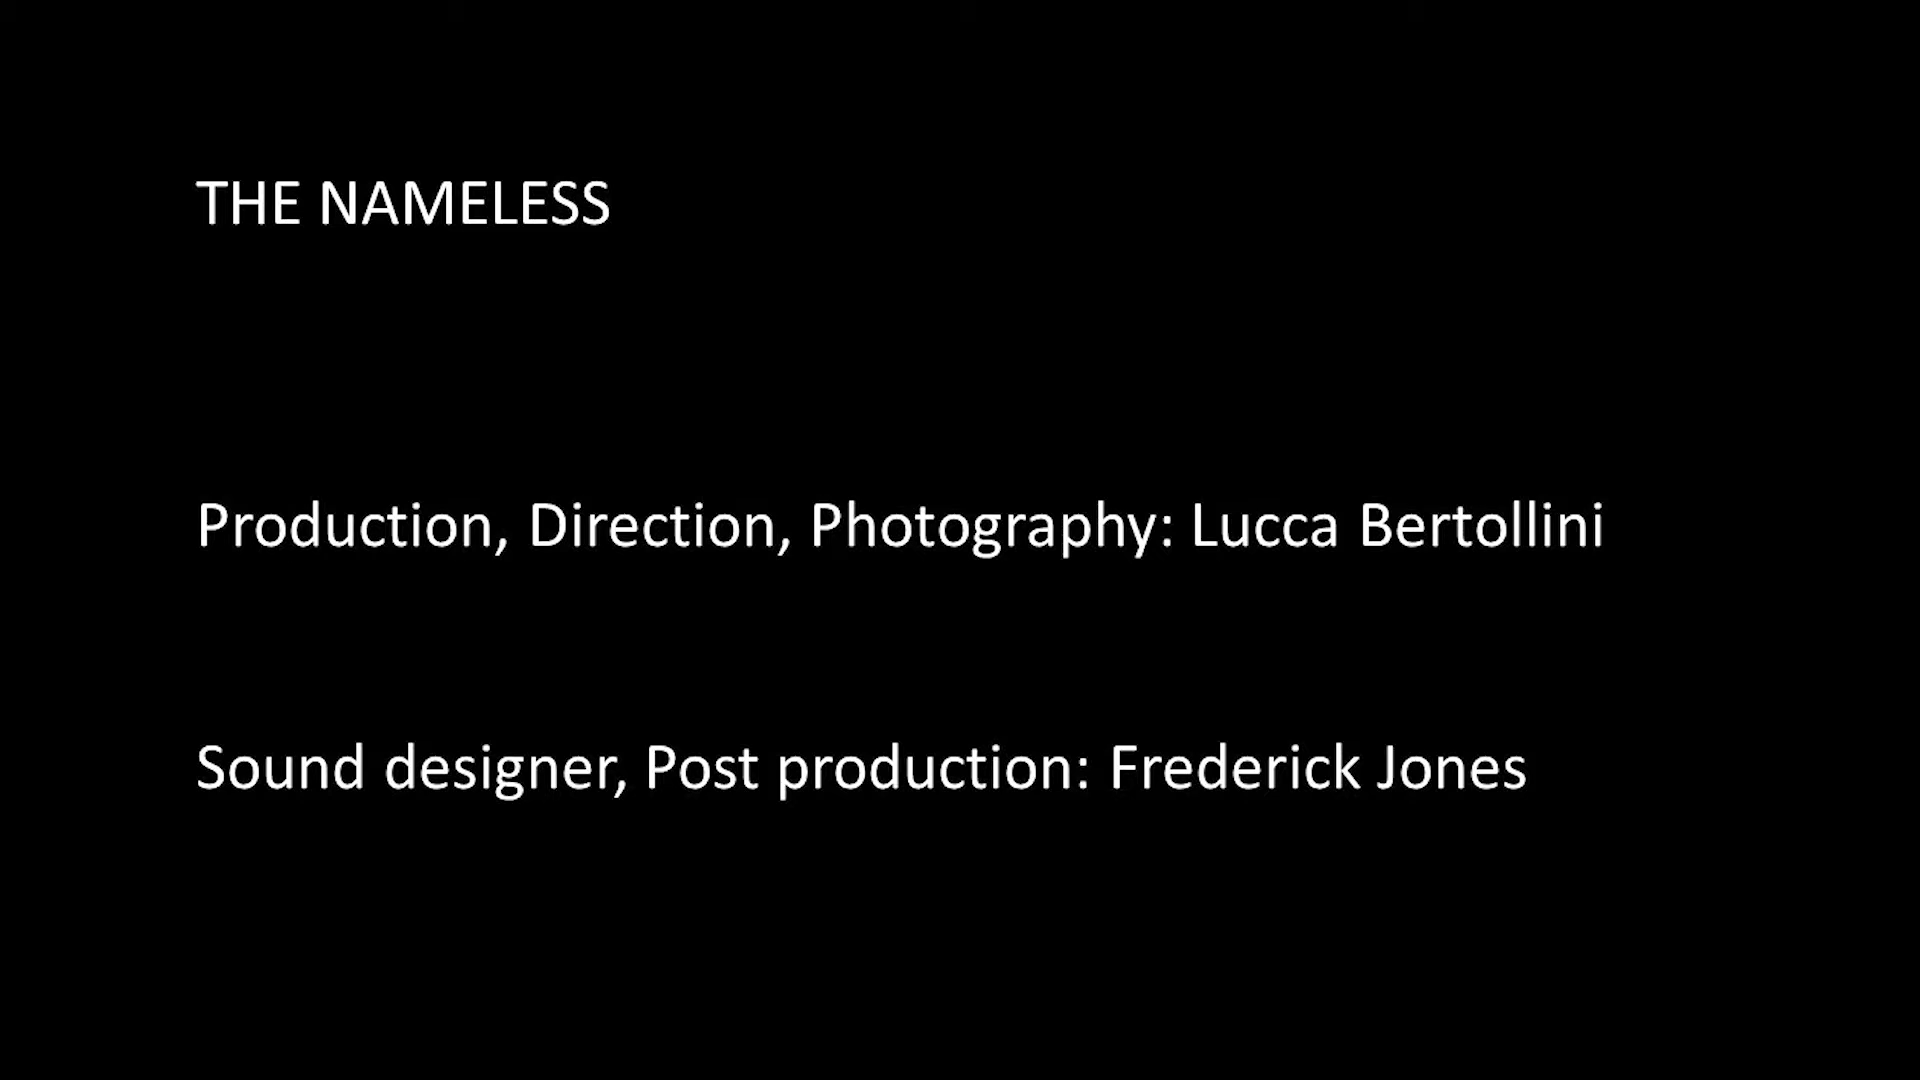 THE NAMELESS
Production, Direction, Photography: Lucca Bertollini
Sound designer, Post production: Frederick Jones